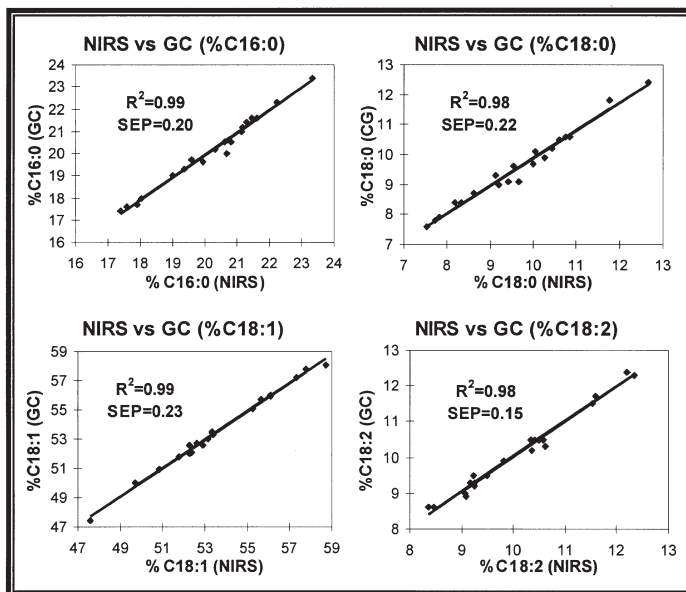 NIRS vs GC (%C16:0)
24
23
22
21
20
19
18
17
16
R2=0.99
SEP=0.20
%C16:0 (GC)
16 17 18 19 20 21 22 23 24
% C16:0 (NIRS)
NIRS vs GC (%C18:0)
13
12
11
10
9
8
7
R2=0.98
SEP=0.22
%C18:0 (CG)
7 8 9 10 11 12 13
% C18:0 (NIRS)
NIRS vs GC (%C18:1)
59
57
55
53
51
49
47
R2=0.99
SEP=0.23
%C18:1 (GC)
47 49 51 53 55 57 59
% C18:1 (NIRS)
NIRS vs GC (%C18:2)
13
12
11
10
9
8
R2=0.98
SEP=0.15
%C18:2 (GC)
8 9 10 11 12 13
% C18:2 (NIRS)